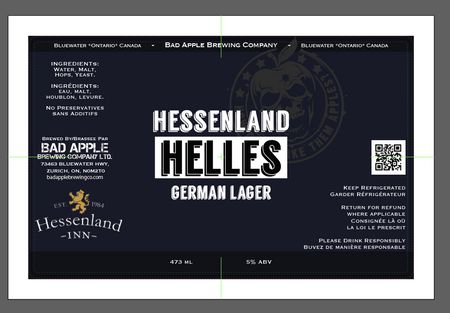 Bluewater *Ontario* Canada - Bad Apple Brewing Company - Bluewater *Ontario* Canada
INGREDIENTs:
Water, Malt,
Hops, Yeast.
INGRÉDIENTs:
eau, malt,
houblon, levure.
No Preservatives
sans Additifs
Brewed By/Brassée Par
BAD APPLE
BREWING COMPANY LTD.
73463 BLUEWATER HWY,
ZURICH, ON, N0M2T0
badapplebrewingco.com
EST. 1984
Hessenland
-INN-
HOW 'BOUT THEM APPLES?
HESSENLAND
HELLES
GERMAN LAGER
Keep Refrigerated
Garder Réfrigérateur
Return for refund
where applicable
Consignée là où
la loi le prescrit
Please Drink Responsibly
Buvez de manière responsable
473 ML
5% ABV